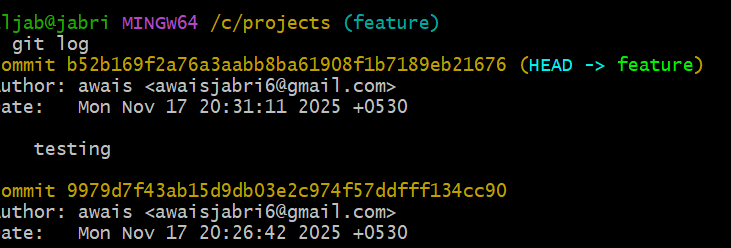 ljab@jabri MINGW64 /c/projects (feature)
git log
ommit b52b169f2a76a3aabb8ba61908f1b7189eb21676 (HEAD -> feature)
uthor: awais <awaisjabri6@gmail.com>
ate:   Mon Nov 17 20:31:11 2025 +0530
testing
ommit 9979d7f43ab15d9db03e2c974f57ddfff134cc90
uthor: awais <awaisjabri6@gmail.com>
ate:   Mon Nov 17 20:26:42 2025 +0530